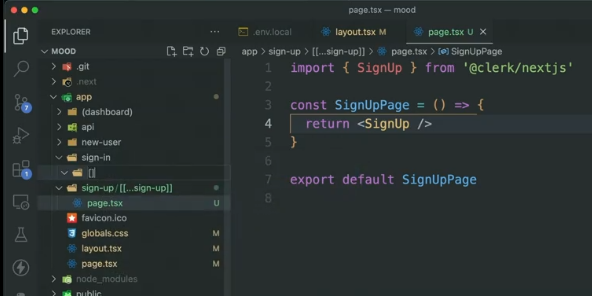 page.tsx — mood
EXPLORER
MOOD
.git
.next
app
(dashboard)
api
new-user
sign-in
[]
sign-up/[[...sign-up]]
page.tsx U
favicon.ico
globals.css M
layout.tsx M
page.tsx M
node_modules
public
7
1
.env.local layout.tsx M page.tsx U
app > sign-up > [[...sign-up]] > page.tsx > SignUpPage
1 import { SignUp } from '@clerk/nextjs'
2
3 const SignUpPage = () => {
4 return <SignUp />
5 }
6
7 export default SignUpPage
8